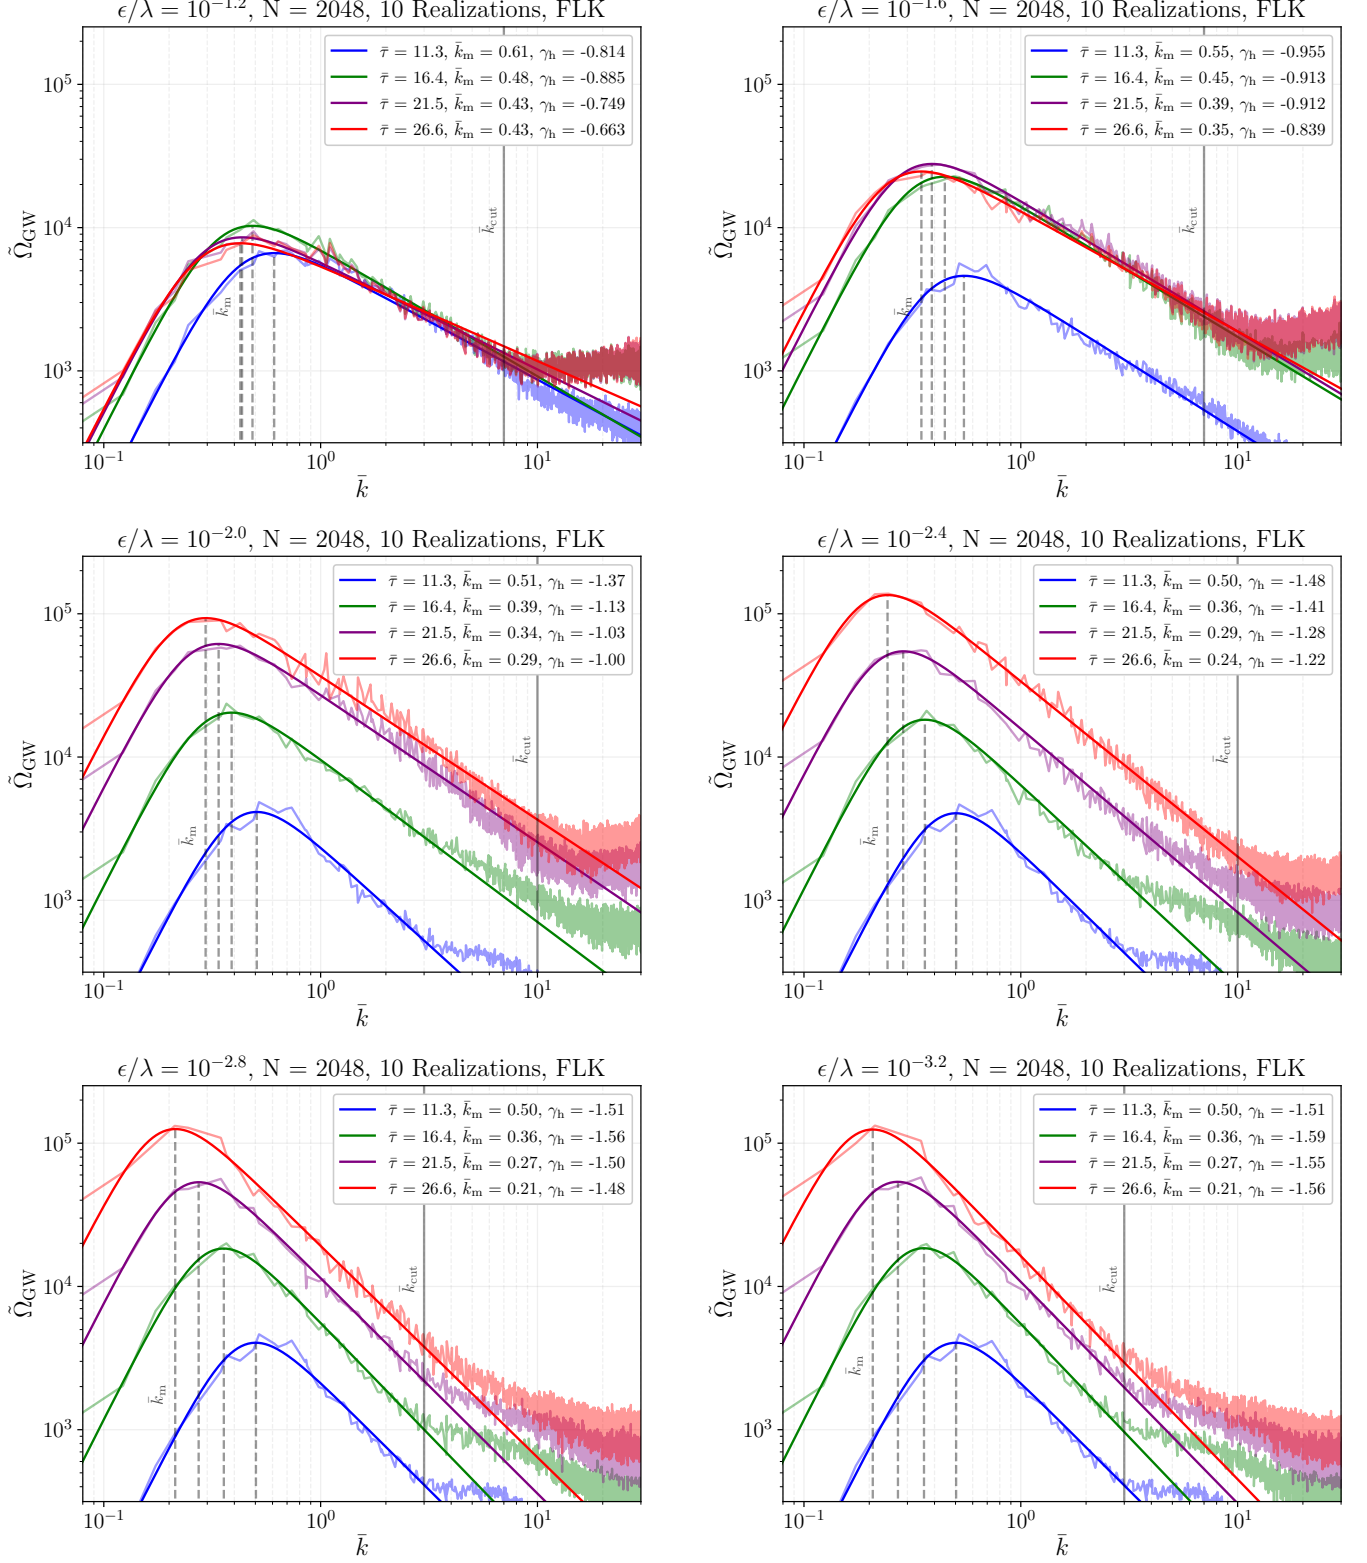 ϵ/λ = 10^−1.2, N = 2048, 10 Realizations, FLK
τ̄ = 11.3, k̄_m = 0.61, γ_h = -0.814
τ̄ = 16.4, k̄_m = 0.48, γ_h = -0.885
τ̄ = 21.5, k̄_m = 0.43, γ_h = -0.749
τ̄ = 26.6, k̄_m = 0.43, γ_h = -0.663
10^5
10^4
10^3
Ω̃_GW
k̄_m
k̄_cut
10^−1
10^0
10^1
k̄
ϵ/λ = 10^−1.6, N = 2048, 10 Realizations, FLK
τ̄ = 11.3, k̄_m = 0.55, γ_h = -0.955
τ̄ = 16.4, k̄_m = 0.45, γ_h = -0.913
τ̄ = 21.5, k̄_m = 0.39, γ_h = -0.912
τ̄ = 26.6, k̄_m = 0.35, γ_h = -0.839
10^5
10^4
10^3
Ω̃_GW
k̄_m
k̄_cut
10^−1
10^0
10^1
k̄
ϵ/λ = 10^−2.0, N = 2048, 10 Realizations, FLK
τ̄ = 11.3, k̄_m = 0.51, γ_h = -1.37
τ̄ = 16.4, k̄_m = 0.39, γ_h = -1.13
τ̄ = 21.5, k̄_m = 0.34, γ_h = -1.03
τ̄ = 26.6, k̄_m = 0.29, γ_h = -1.00
10^5
10^4
10^3
Ω̃_GW
k̄_m
k̄_cut
10^−1
10^0
10^1
k̄
ϵ/λ = 10^−2.4, N = 2048, 10 Realizations, FLK
τ̄ = 11.3, k̄_m = 0.50, γ_h = -1.48
τ̄ = 16.4, k̄_m = 0.36, γ_h = -1.41
τ̄ = 21.5, k̄_m = 0.29, γ_h = -1.28
τ̄ = 26.6, k̄_m = 0.24, γ_h = -1.22
10^5
10^4
10^3
Ω̃_GW
k̄_m
k̄_cut
10^−1
10^0
10^1
k̄
ϵ/λ = 10^−2.8, N = 2048, 10 Realizations, FLK
τ̄ = 11.3, k̄_m = 0.50, γ_h = -1.51
τ̄ = 16.4, k̄_m = 0.36, γ_h = -1.56
τ̄ = 21.5, k̄_m = 0.27, γ_h = -1.50
τ̄ = 26.6, k̄_m = 0.21, γ_h = -1.48
10^5
10^4
10^3
Ω̃_GW
k̄_m
k̄_cut
10^−1
10^0
10^1
k̄
ϵ/λ = 10^−3.2, N = 2048, 10 Realizations, FLK
τ̄ = 11.3, k̄_m = 0.50, γ_h = -1.51
τ̄ = 16.4, k̄_m = 0.36, γ_h = -1.59
τ̄ = 21.5, k̄_m = 0.27, γ_h = -1.55
τ̄ = 26.6, k̄_m = 0.21, γ_h = -1.56
10^5
10^4
10^3
Ω̃_GW
k̄_m
k̄_cut
10^−1
10^0
10^1
k̄